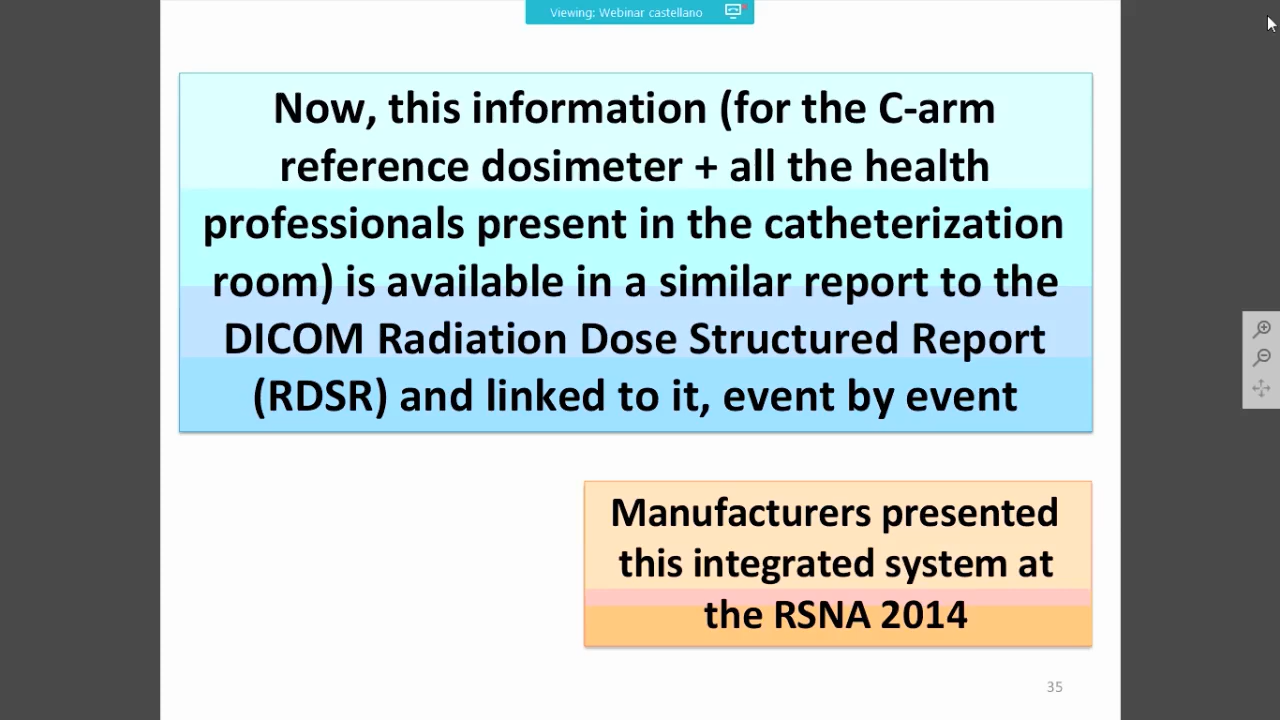 Viewing: Webinar castellano
Now, this information (for the C-arm
reference dosimeter + all the health
professionals present in the catheterization
room) is available in a similar report to the
DICOM Radiation Dose Structured Report
(RDSR) and linked to it, event by event
Manufacturers presented
this integrated system at
the RSNA 2014
35